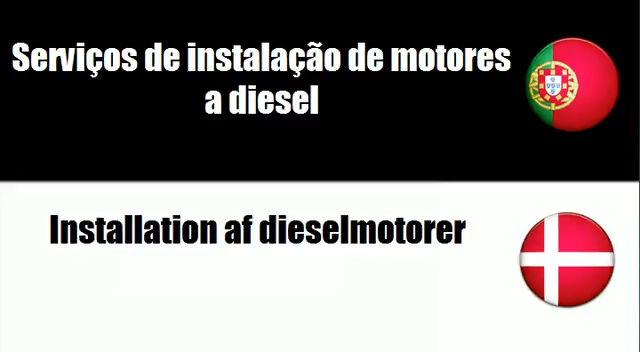 Serviços de instalação de motores
a diesel
Installation af dieselmotorer